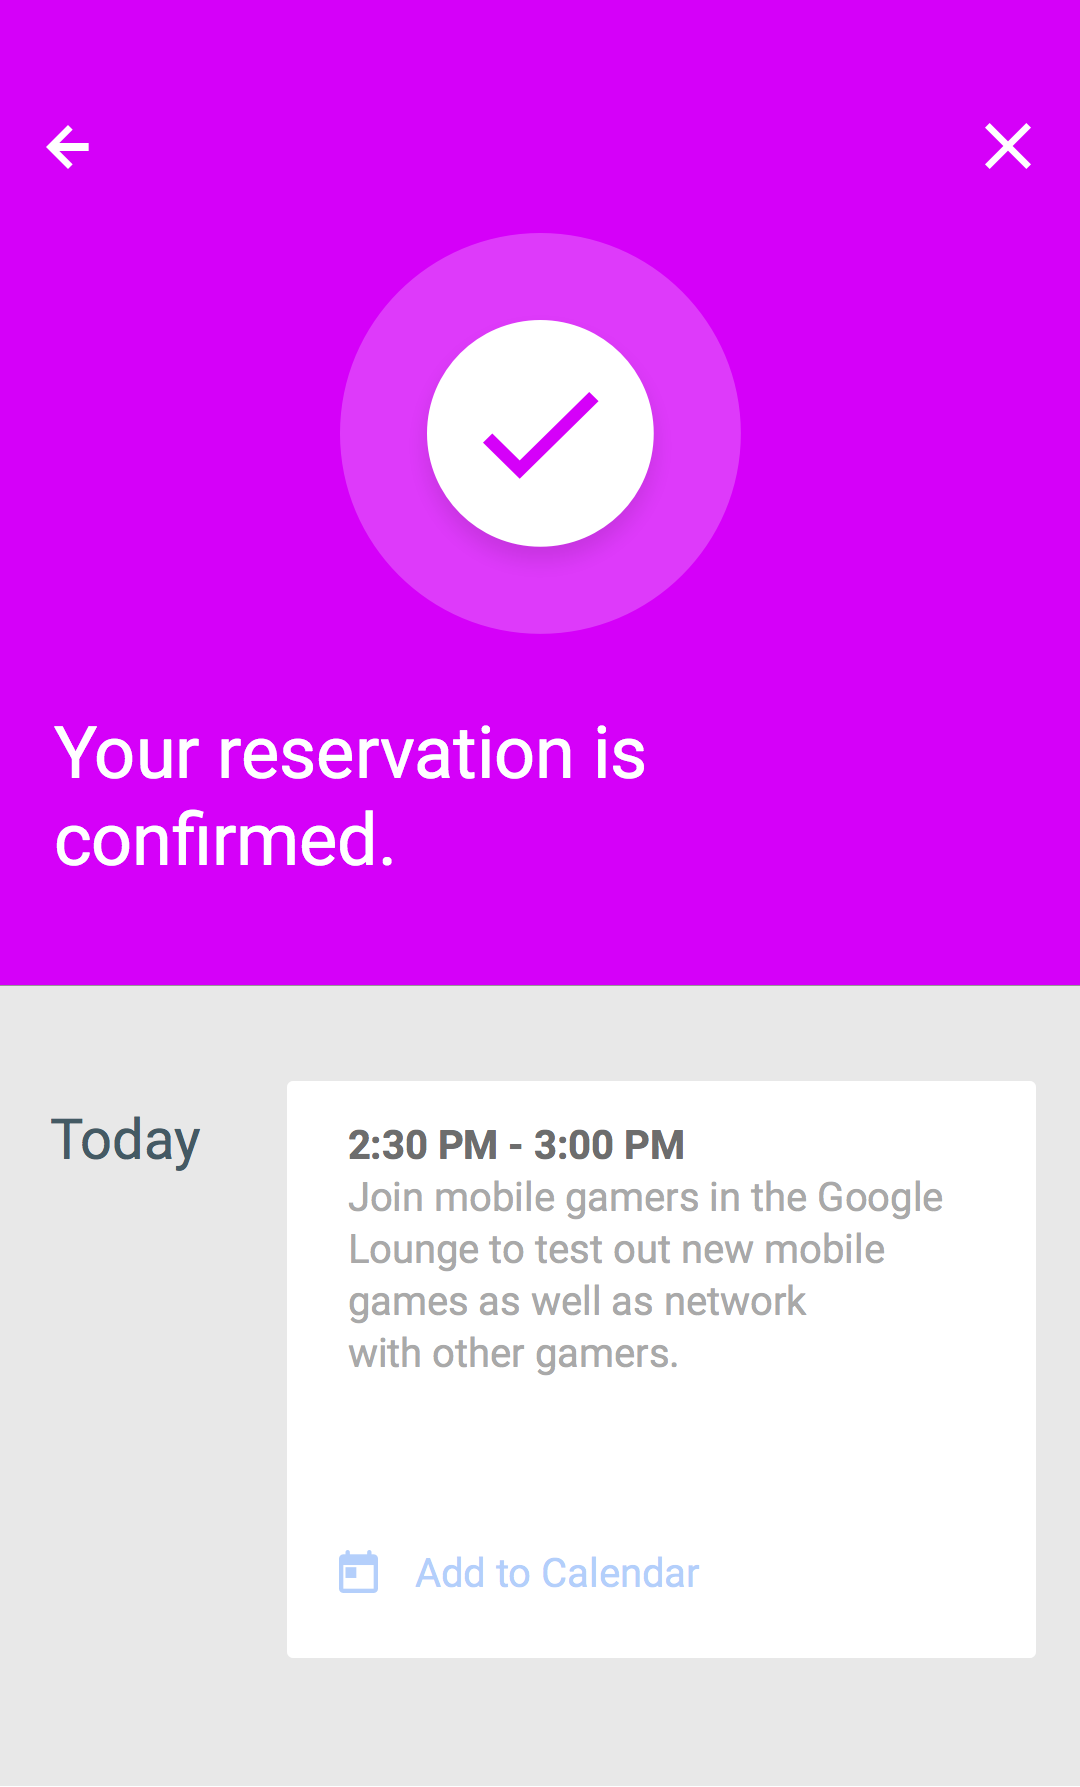 Your reservation is
confirmed.
Today
2:30 PM - 3:00 PM
Join mobile gamers in the Google
Lounge to test out new mobile
games as well as network
with other gamers.
Add to Calendar